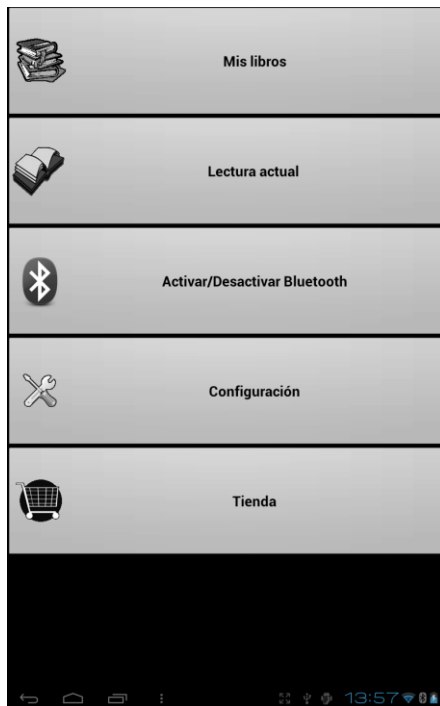 Mis libros
Lectura actual
Activar/Desactivar Bluetooth
Configuración
Tienda
13:57